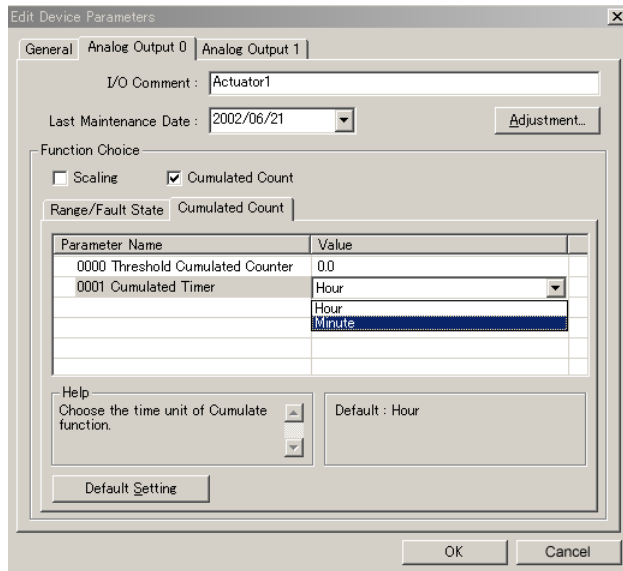 Edit Device Parameters
General Analog Output 0 Analog Output 1
I/O Comment : Actuator1
Last Maintenance Date : 2002/06/21 Adjustment...
Function Choice
Scaling Cumulated Count
Range/Fault State Cumulated Count
Parameter Name Value
0000 Threshold Cumulated Counter 0.0
0001 Cumulated Timer Hour
Hour
Minute
Help
Choose the time unit of Cumulate
function.
Default : Hour
Default Setting
OK Cancel